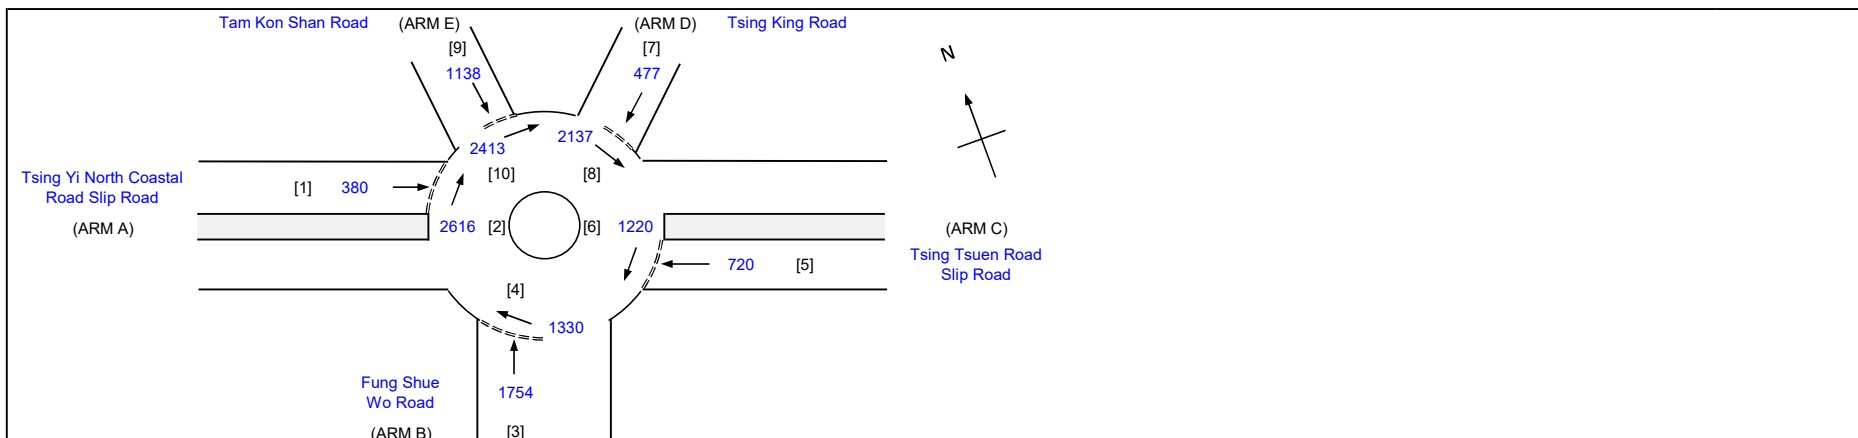 Tam Kon Shan Road
(ARM E)
(ARM D)
Tsing King Road
[9]
[7]
N
1138
477
2413
2137
[10]
[8]
Tsing Yi North Coastal
Road Slip Road
(ARM A)
[1]
380
2616
[2]
[6]
1220
(ARM C)
Tsing Tsuen Road
Slip Road
720
[5]
[4]
1330
Fung Shue
Wo Road
(ARM B)
1754
[3]